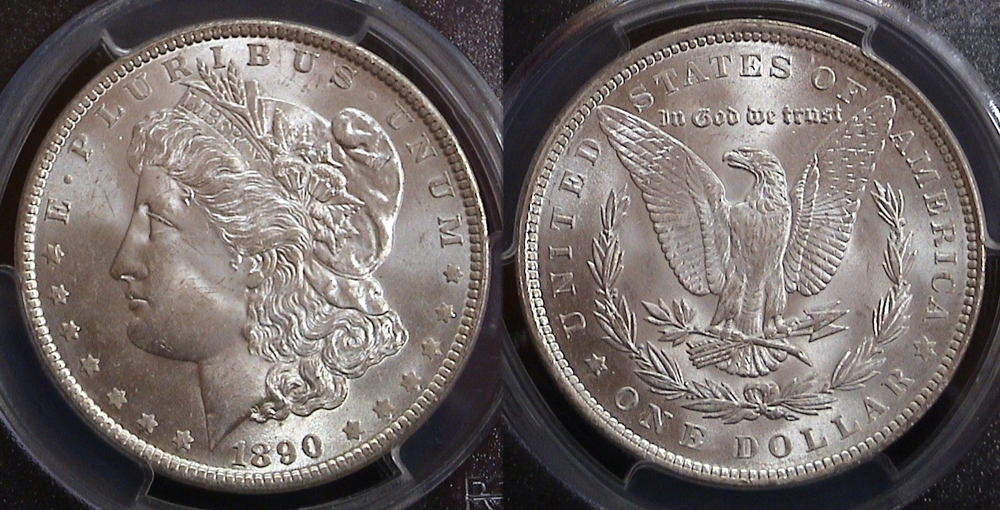 E · PLURIBUS · UNUM
LIBERTY
1890
UNITED STATES OF AMERICA
In God we trust
ONE DOLLAR